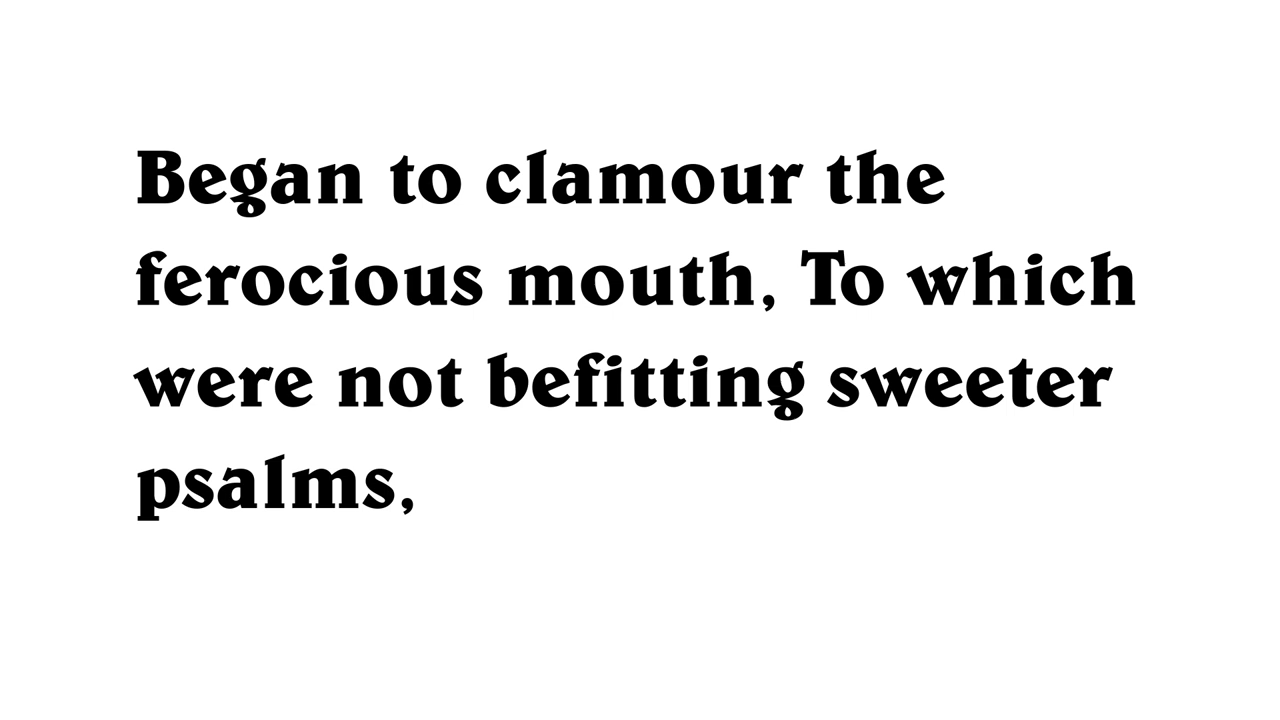 Began to clamour the
ferocious mouth, To which
were not befitting sweeter
psalms,